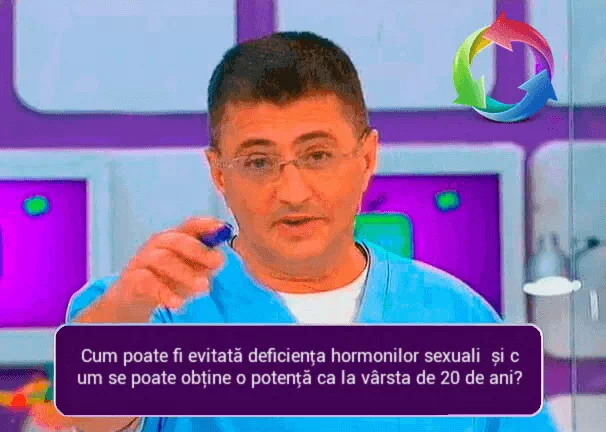 Cum poate fi evitată deficiența hormonilor sexuali  și c
um se poate obține o potență ca la vârsta de 20 de ani?